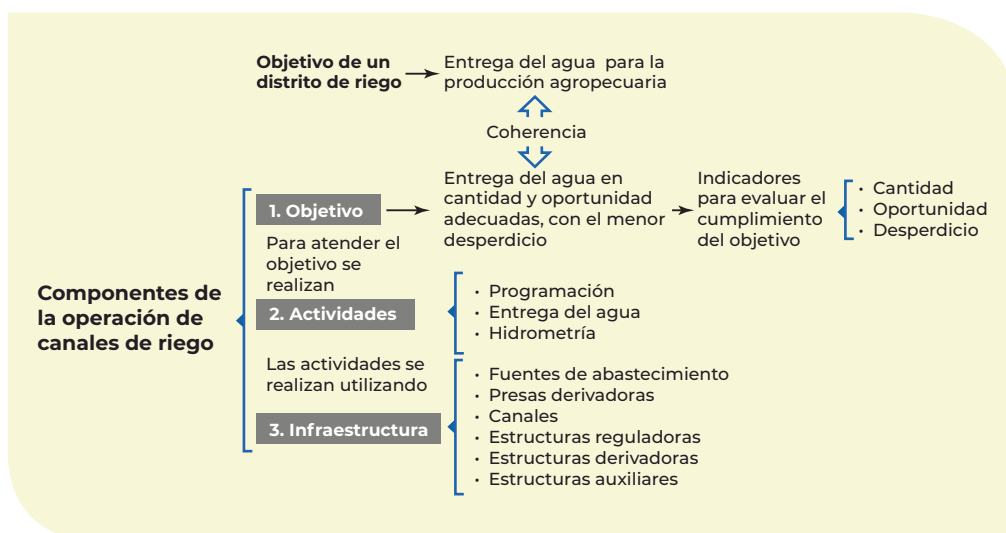 Objetivo de un
distrito de riego
Entrega del agua para la
producción agropecuaria
Coherencia
Componentes de
la operación de
canales de riego
1. Objetivo
Entrega del agua en
cantidad y oportunidad
adecuadas, con el menor
desperdicio
Indicadores
para evaluar el
cumplimiento
del objetivo
· Cantidad
· Oportunidad
· Desperdicio
Para atender el
objetivo se
realizan
2. Actividades
· Programación
· Entrega del agua
· Hidrometría
Las actividades se
realizan utilizando
3. Infraestructura
· Fuentes de abastecimiento
· Presas derivadoras
· Canales
· Estructuras reguladoras
· Estructuras derivadoras
· Estructuras auxiliares